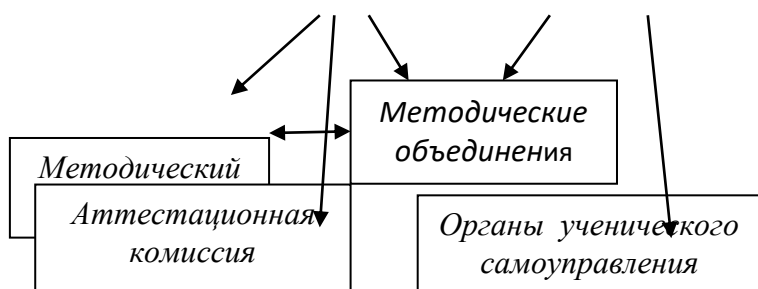 Методические
объединения
Методический
Аттестационная
комиссия
Органы ученического
самоуправления